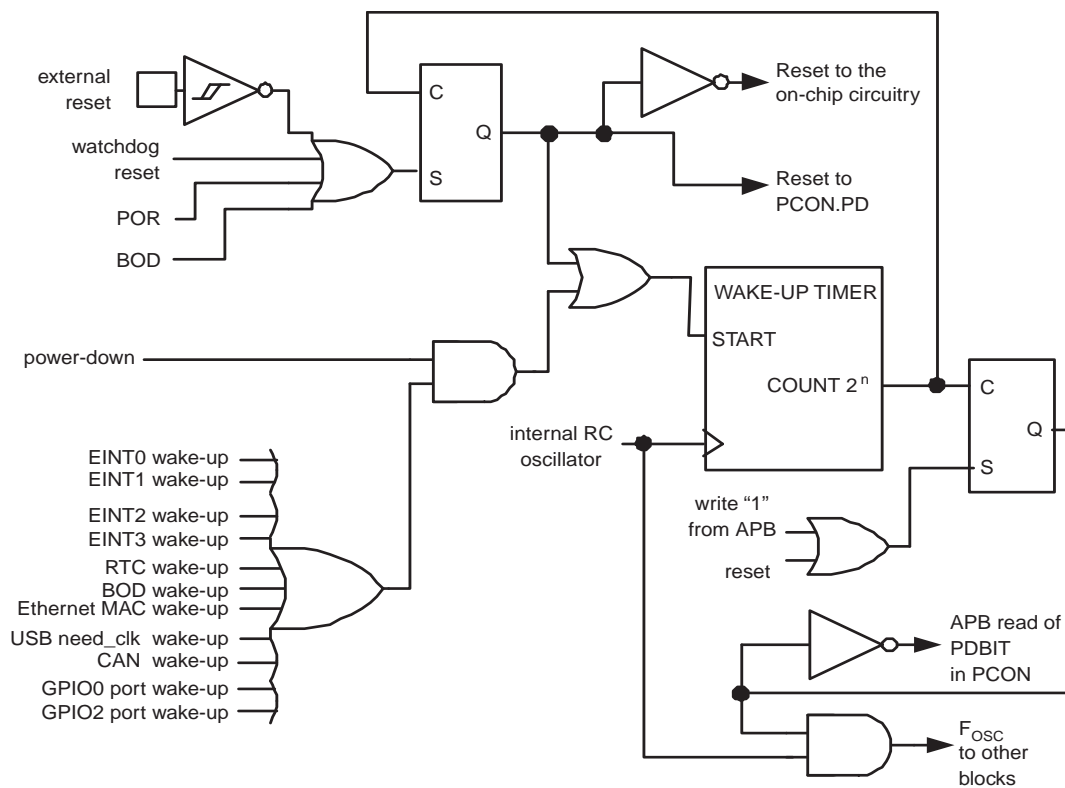 external
reset
C
Q
S
Reset to the
on-chip circuitry
watchdog
reset
Reset to
PCON.PD
POR
BOD
WAKE-UP TIMER
START
COUNT 2ⁿ
power-down
C
Q
S
internal RC
oscillator
EINT0 wake-up
EINT1 wake-up
EINT2 wake-up
EINT3 wake-up
RTC wake-up
BOD wake-up
Ethernet MAC wake-up
USB need_clk wake-up
CAN wake-up
GPIO0 port wake-up
GPIO2 port wake-up
write “1”
from APB
reset
APB read of
PDBIT
in PCON
FOSC
to other
blocks